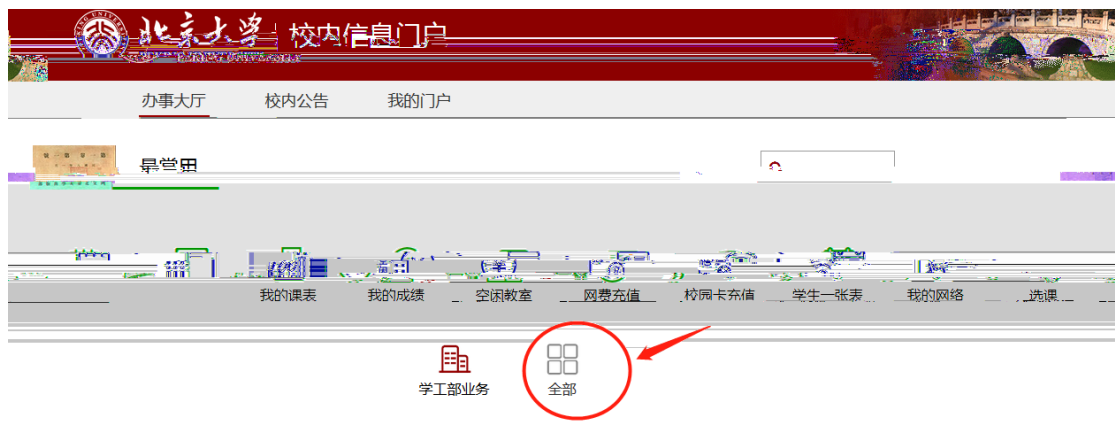 北京大学 校内信息门户
办事大厅 校内公告 我的门户
最常用
我的课表 我的成绩 空闲教室 网费充值 校园卡充值 学生一张表 我的网络 选课
学工部业务 全部